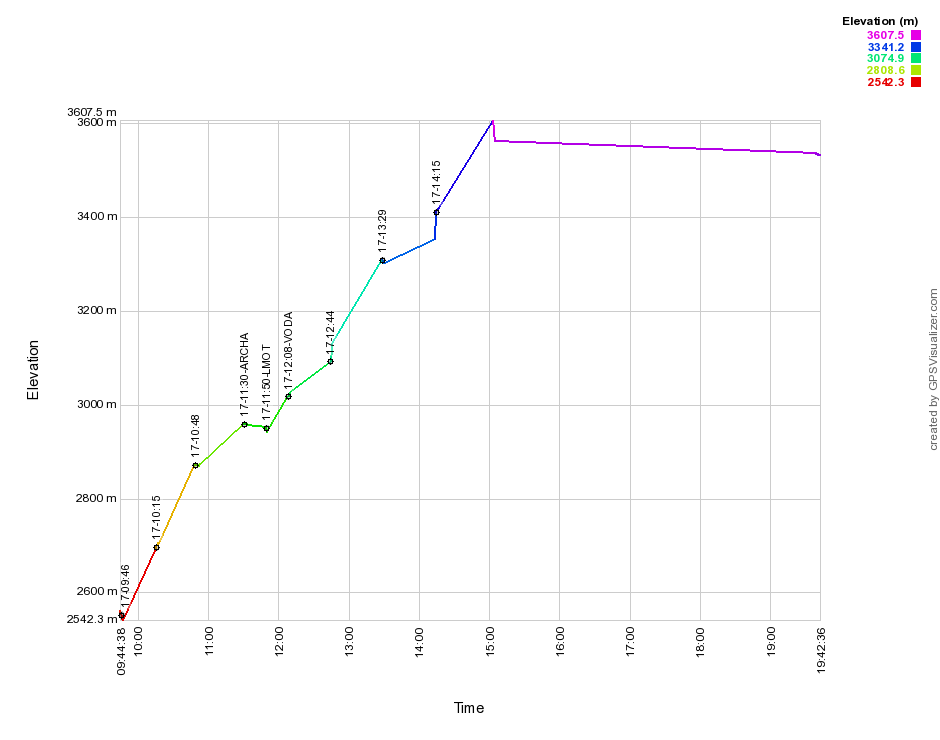 Elevation (m)
3607.5
3341.2
3074.9
2808.6
2542.3
3607.5 m
3600 m
3400 m
3200 m
3000 m
2800 m
2600 m
2542.3 m
Elevation
17-09:46
17-10:15
17-10:48
17-11:30-ARCHA
17-11:50-LMOT
17-12:08-VODA
17-12:44
17-13:29
17-14:15
09:44:38
10:00
11:00
12:00
13:00
14:00
15:00
16:00
17:00
18:00
19:00
19:42:36
Time
created by GPSVisualizer.com